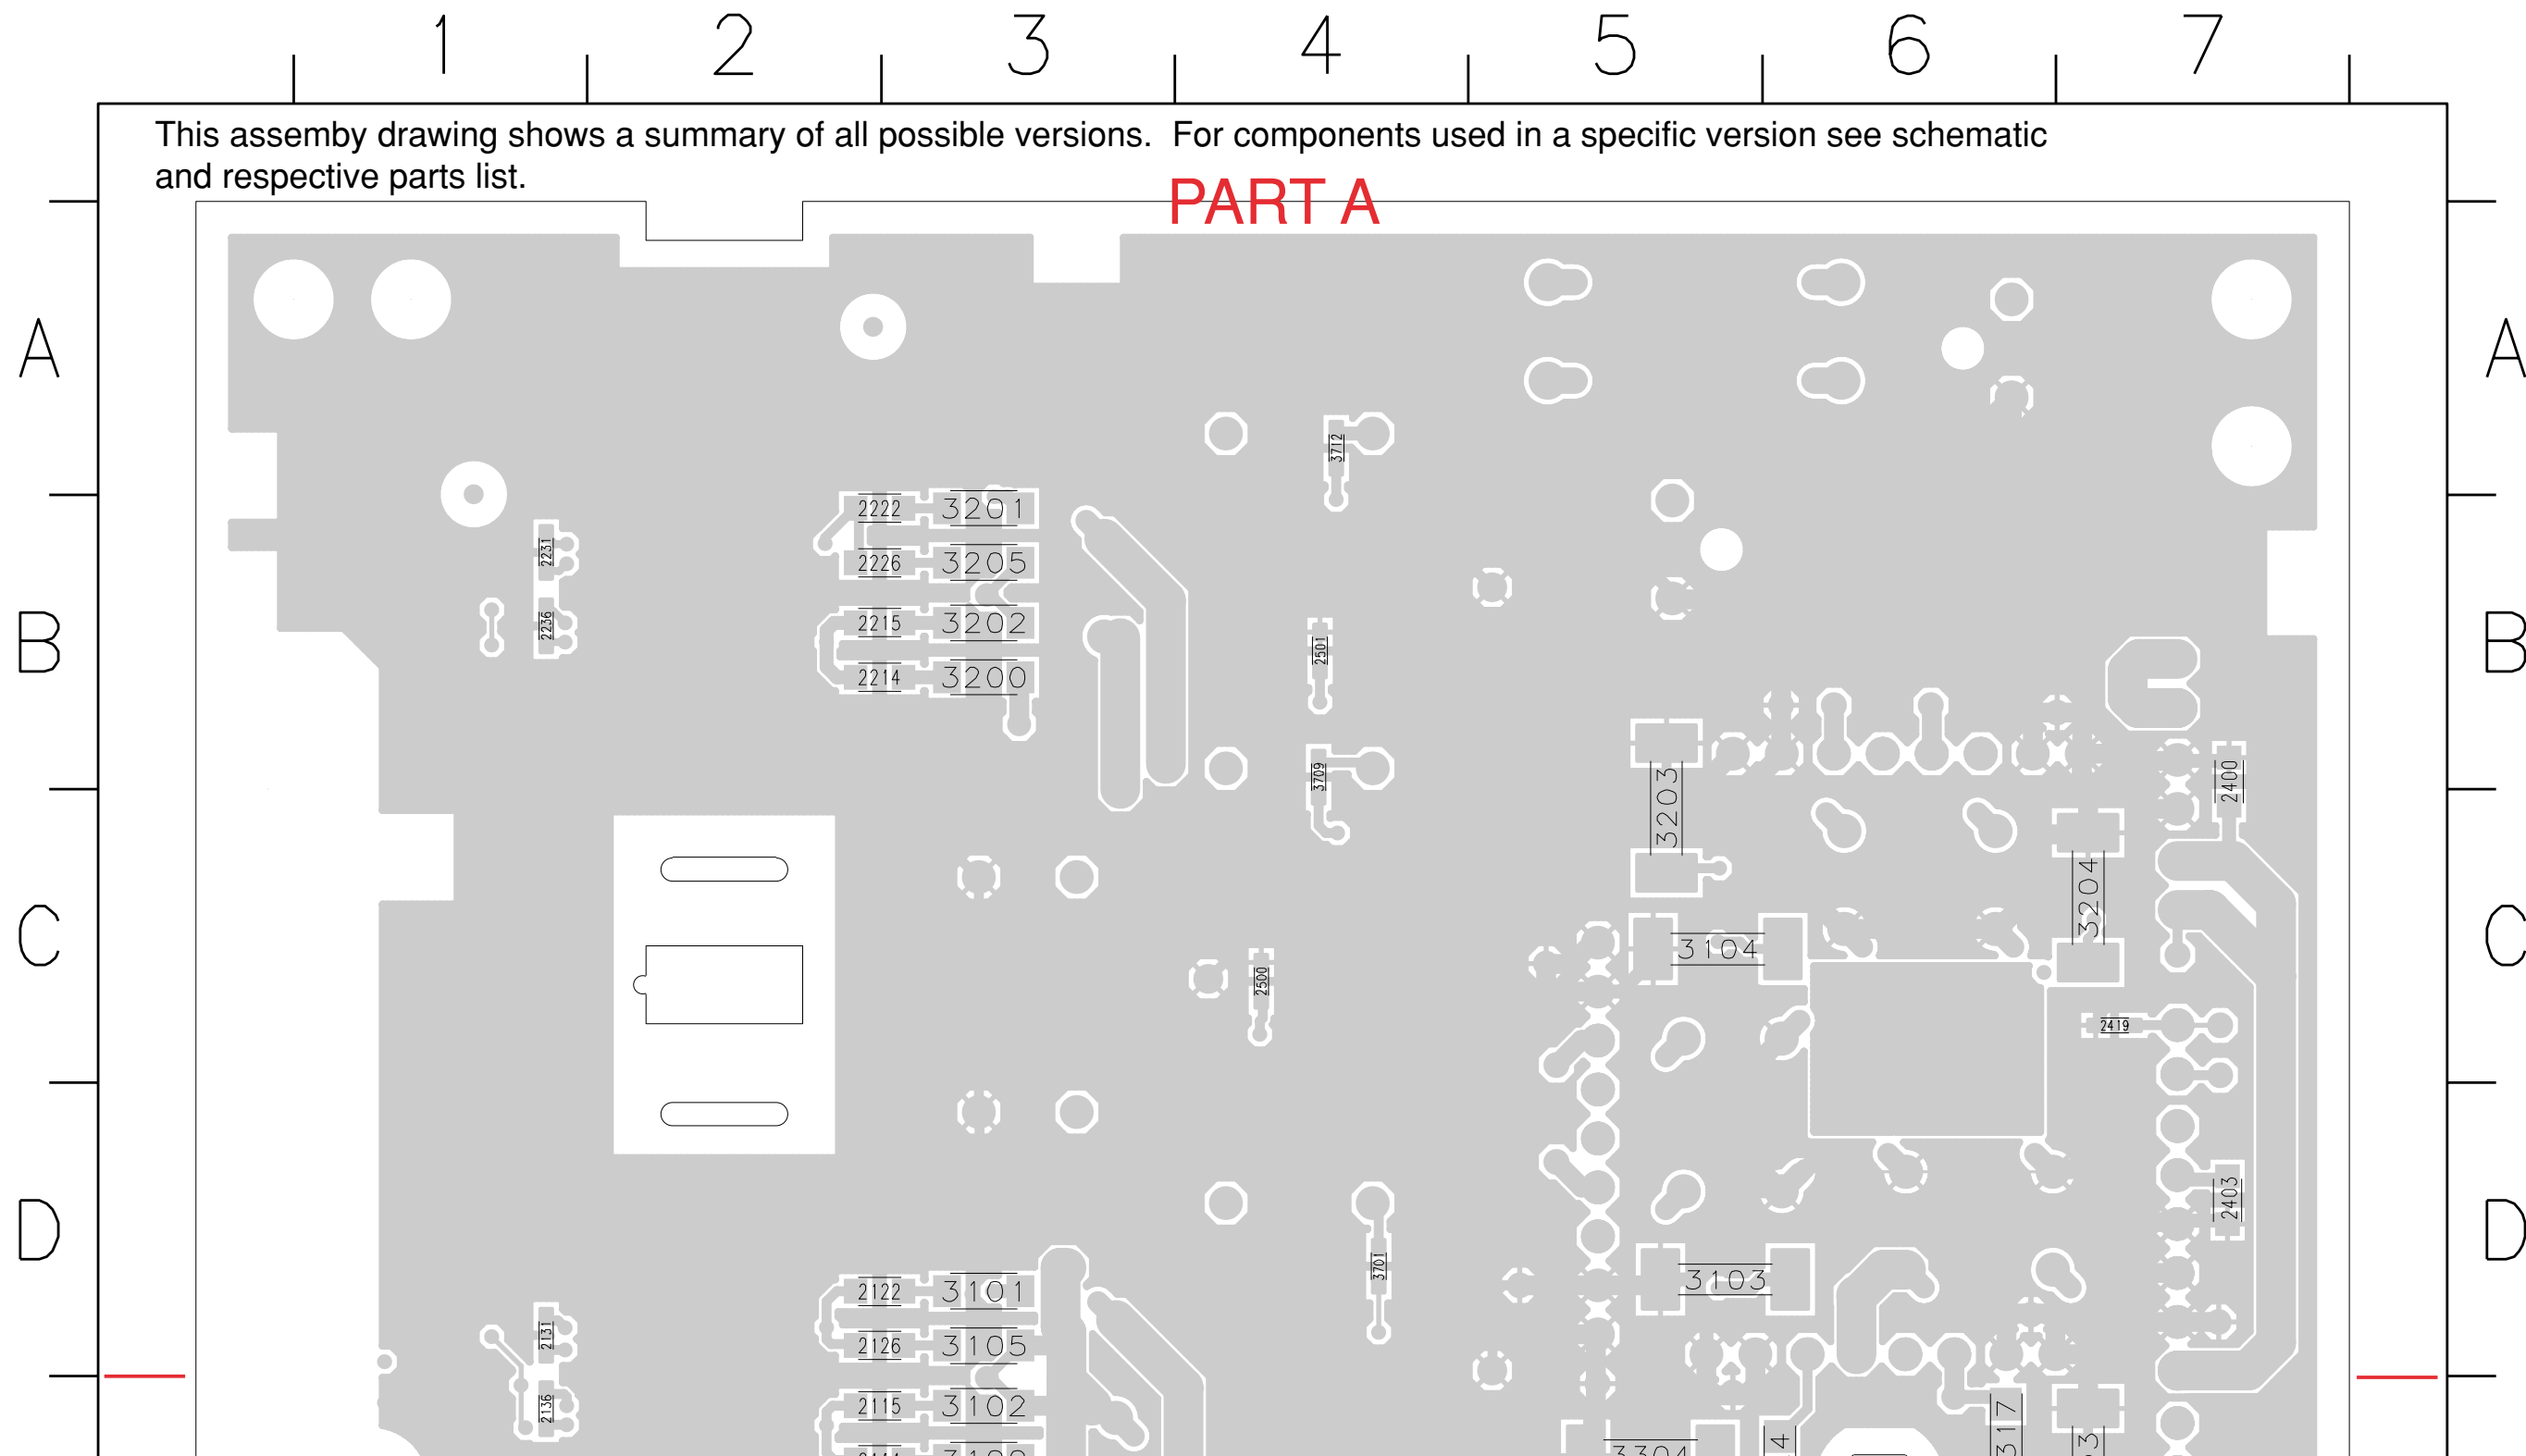 1 2 3 4 5 6 7
This assemby drawing shows a summary of all possible versions. For components used in a specific version see schematic
and respective parts list.
PART A
A A
3712
2222 3201
2231
2226 3205
2236 2215 3202
B B
2501
2214 3200
3709 2400
3203
3204
C C
3104
2500
2419
2403
D D
3701
2122 3101 3103
2131
2126 3105
2136 2115 3102